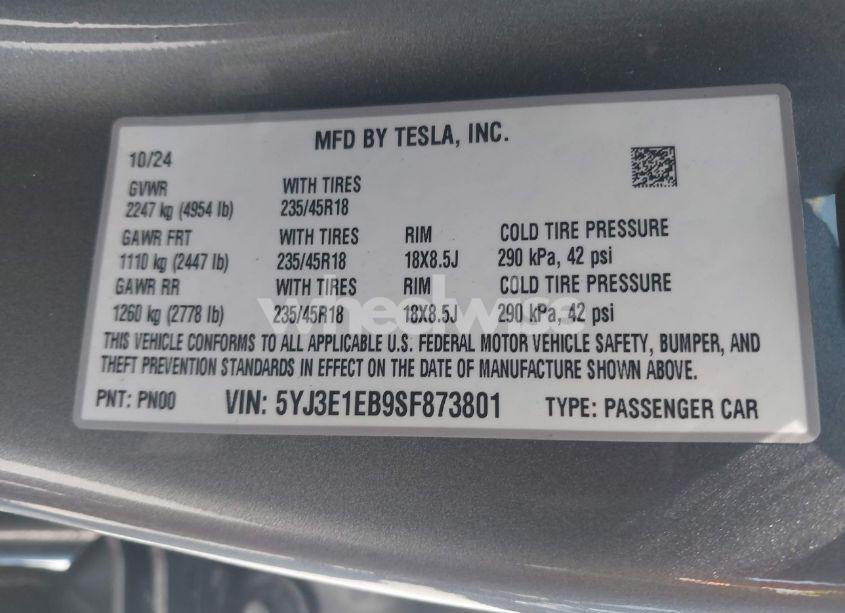 MFD BY TESLA, INC.
10/24
GVWR WITH TIRES
2247 kg (4954 lb) 235/45R18
GAWR FRT WITH TIRES RIM COLD TIRE PRESSURE
1110 kg (2447 lb) 235/45R18 18X8.5J 290 kPa, 42 psi
GAWR RR WITH TIRES RIM COLD TIRE PRESSURE
1260 kg (2778 lb) 235/45R18 18X8.5J 290 kPa, 42 psi
wheelwise
THIS VEHICLE CONFORMS TO ALL APPLICABLE U.S. FEDERAL MOTOR VEHICLE SAFETY, BUMPER, AND
THEFT PREVENTION STANDARDS IN EFFECT ON THE DATE OF MANUFACTURE SHOWN ABOVE.
PNT: PN00 VIN: 5YJ3E1EB9SF873801 TYPE: PASSENGER CAR